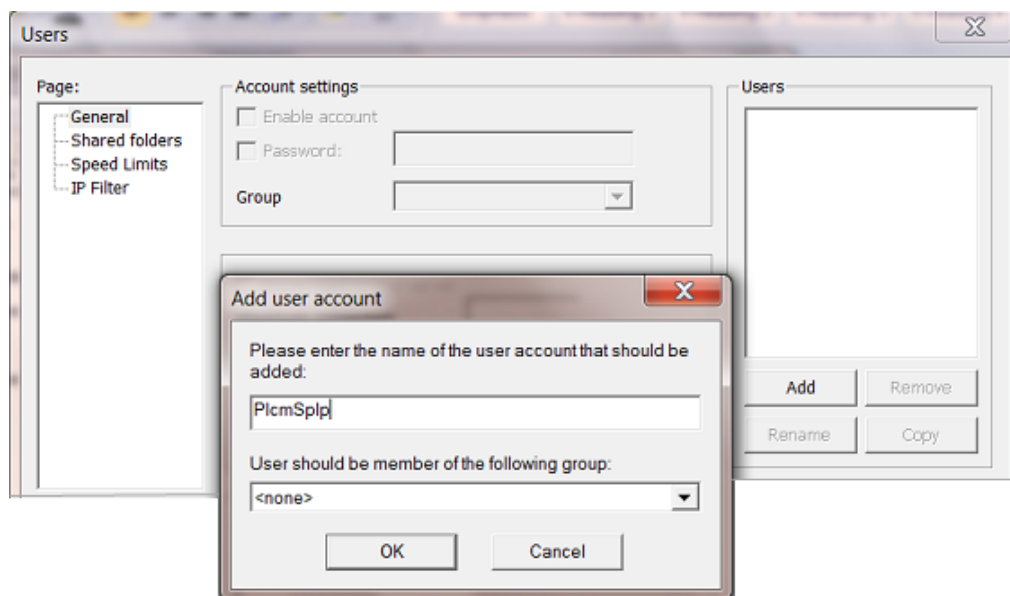 Users
Page:
General
Shared folders
Speed Limits
IP Filter
Account settings
Enable account
Password:
Group
Users
Add
Remove
Rename
Copy
Add user account
Please enter the name of the user account that should be
added:
PlcmSplp
User should be member of the following group:
<none>
OK
Cancel